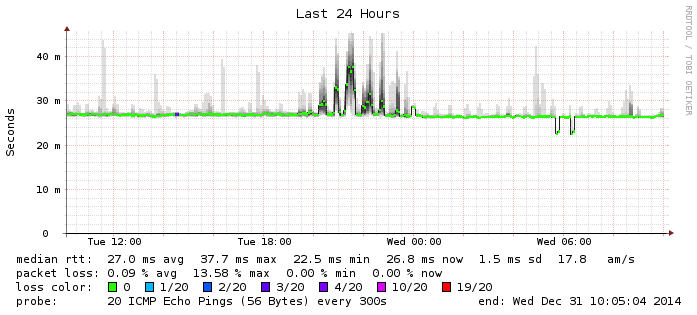 Last 24 Hours
RRDTOOL / TOBI OETIKER
Seconds
40 m
30 m
20 m
10 m
0
Tue 12:00 Tue 18:00 Wed 00:00 Wed 06:00
median rtt: 27.0 ms avg 37.7 ms max 22.5 ms min 26.8 ms now 1.5 ms sd 17.8 am/s
packet loss: 0.09 % avg 13.58 % max 0.00 % min 0.00 % now
loss color: 0 1/20 2/20 3/20 4/20 10/20 19/20
probe: 20 ICMP Echo Pings (56 Bytes) every 300s end: Wed Dec 31 10:05:04 2014